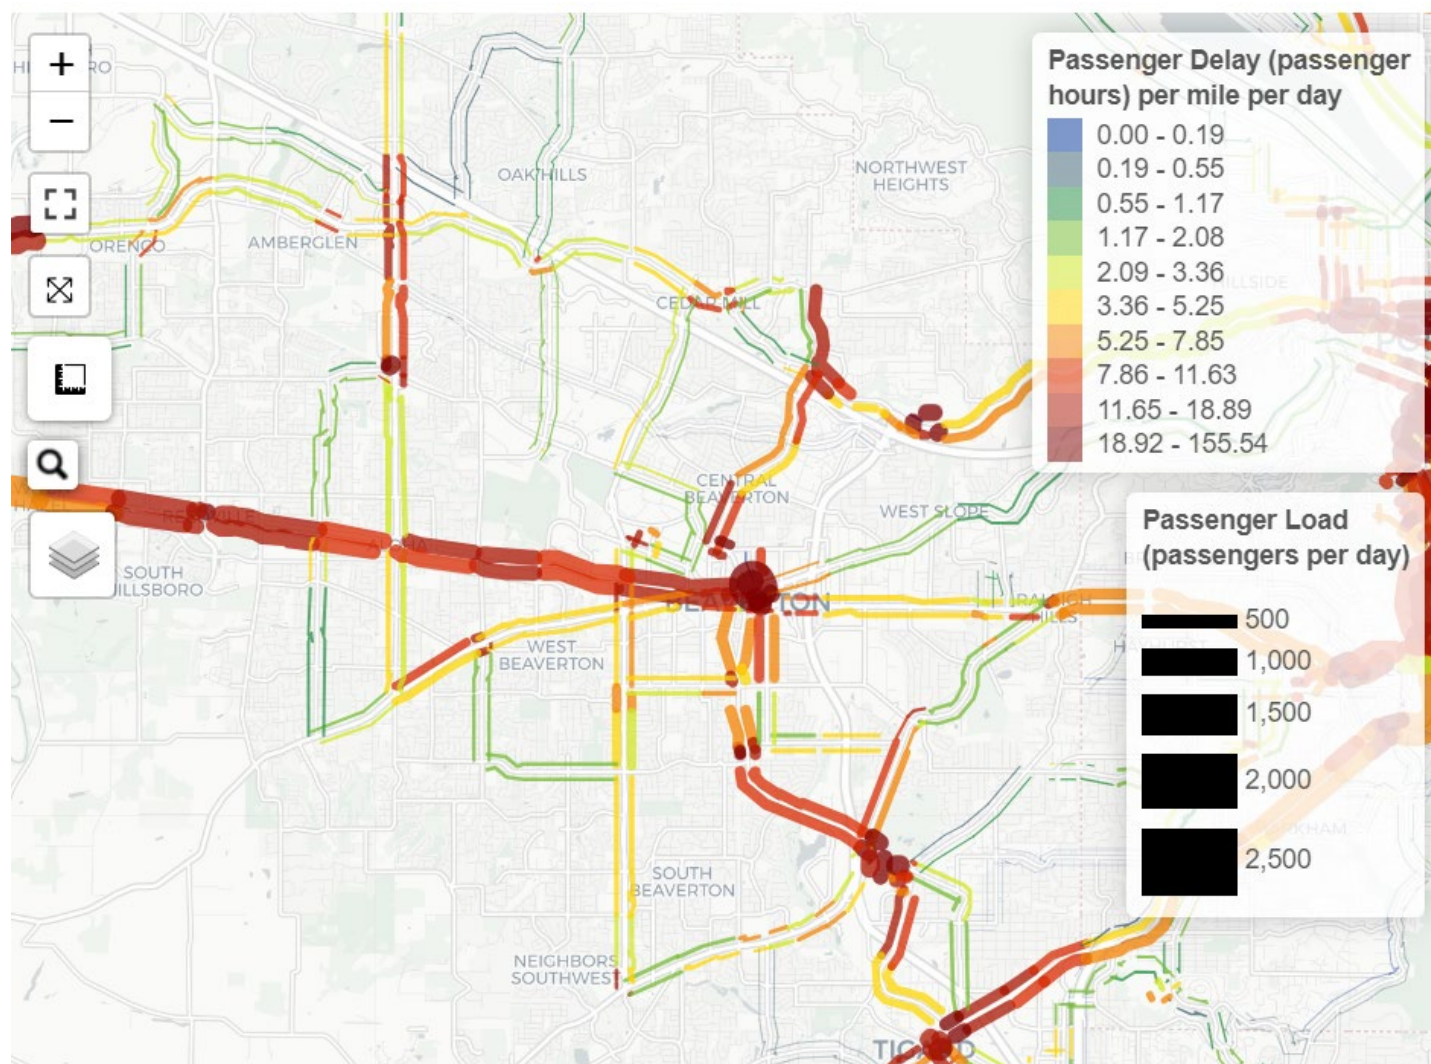 +
−
OAK HILLS
NORTHWEST
HEIGHTS
ORENCO
AMBERGLEN
CEDAR MILL
CENTRAL
BEAVERTON
WEST SLOPE
SOUTH
HILLSBORO
BEAVERTON
RALEIGH
HILLS
WEST
BEAVERTON
SOUTH
BEAVERTON
NEIGHBORS
SOUTHWEST
TIGARD
Passenger Delay (passenger
hours) per mile per day
0.00 - 0.19
0.19 - 0.55
0.55 - 1.17
1.17 - 2.08
2.09 - 3.36
3.36 - 5.25
5.25 - 7.85
7.86 - 11.63
11.65 - 18.89
18.92 - 155.54
Passenger Load
(passengers per day)
500
1,000
1,500
2,000
2,500